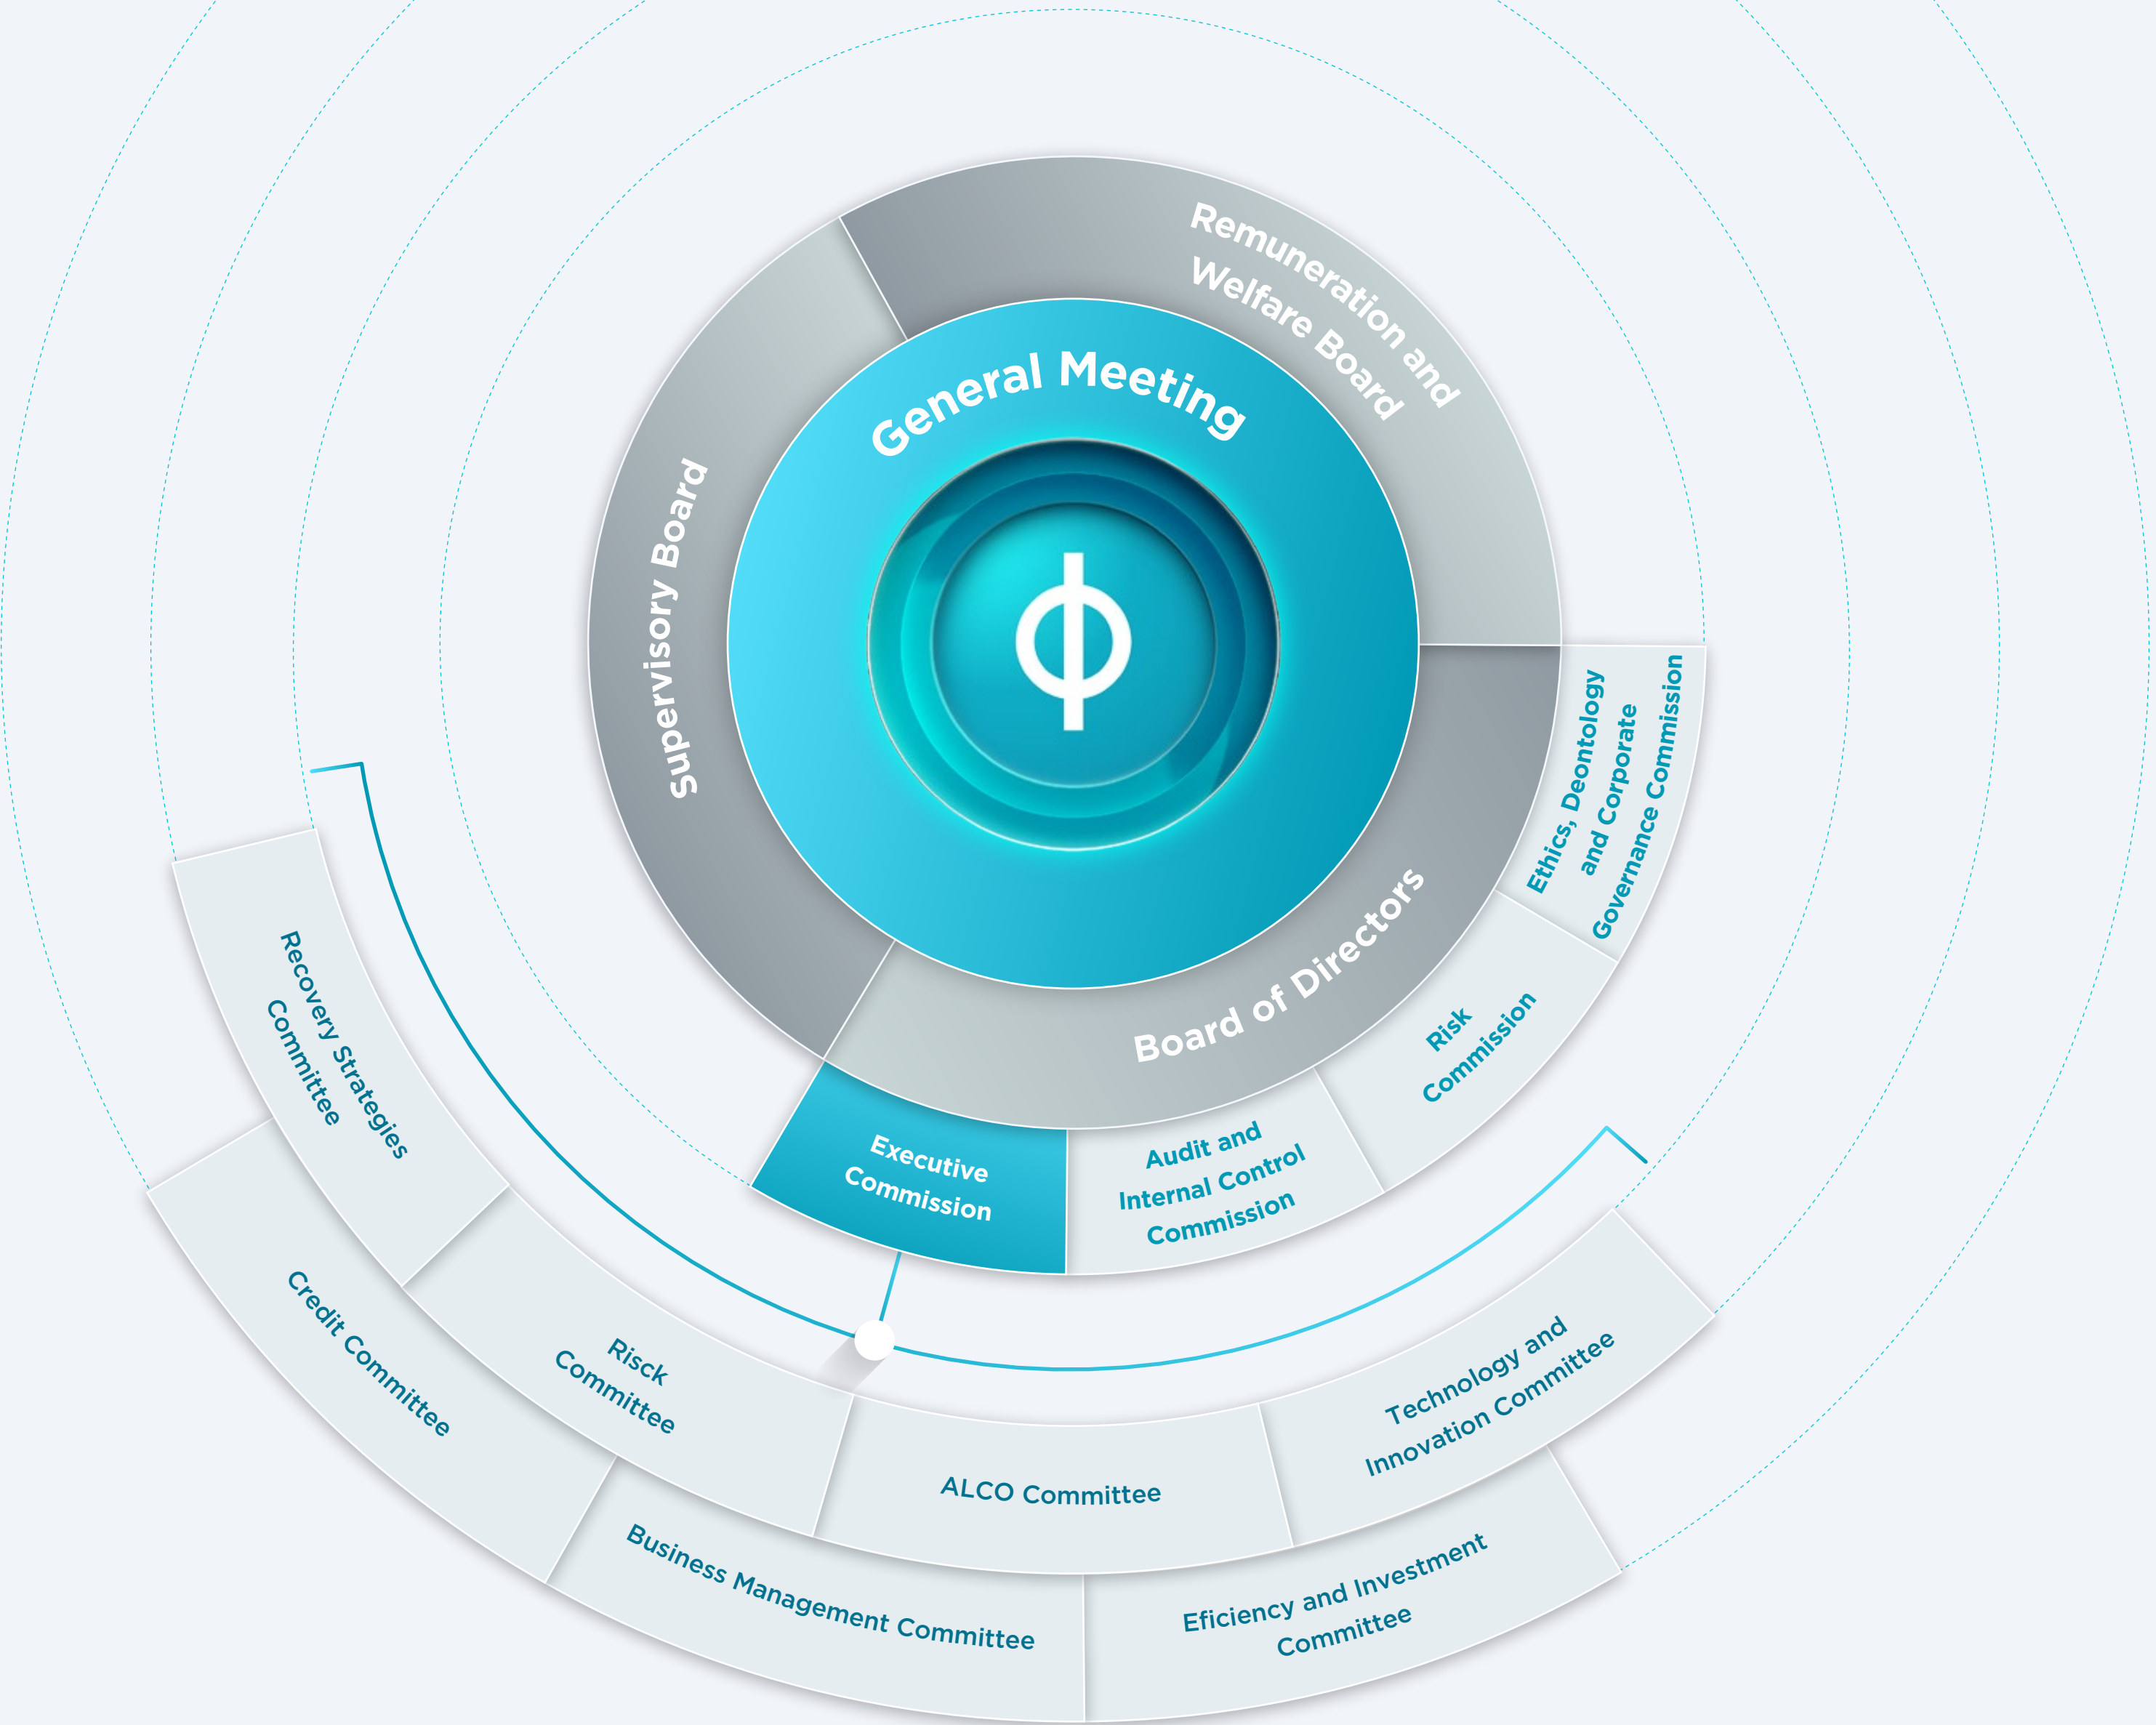 General Meeting
Remuneration and
Welfare Board
Supervisory Board
Board of Directors
Ethics, Deontology
and Corporate
Governance Commission
Risk
Commission
Audit and
Internal Control
Commission
Executive
Commission
Recovery Strategies
Committee
Risck
Committee
ALCO Committee
Technology and
Innovation Committee
Credit Committee
Business Management Committee
Eficiency and Investment
Committee